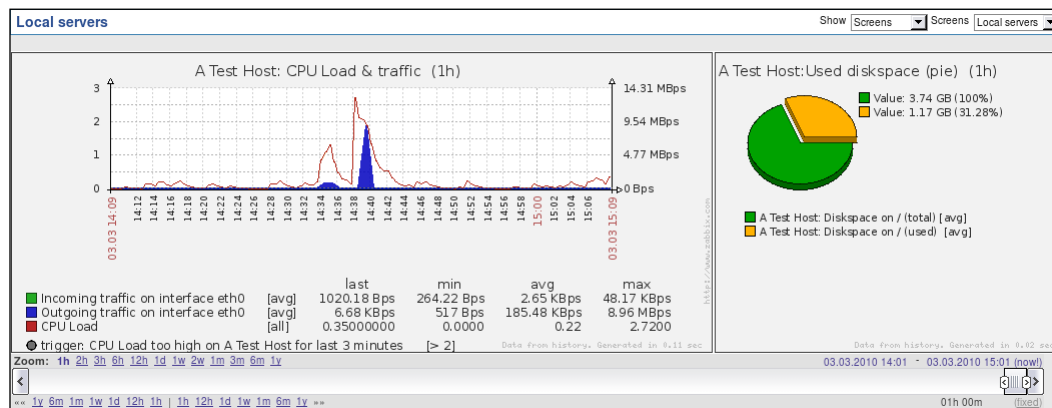 Local servers
Show Screens Screens Local servers
A Test Host: CPU Load & traffic (1h)
3
2
1
0
14.31 MBps
9.54 MBps
4.77 MBps
0 Bps
03.03 14:09 14:12 14:14 14:16 14:18 14:20 14:22 14:24 14:26 14:28 14:30 14:32 14:34 14:36 14:38 14:40 14:42 14:44 14:46 14:48 14:50 14:52 14:54 14:56 14:58 15:00 15:02 15:04 15:06 03.03 15:09
last min avg max
Incoming traffic on interface eth0 [avg] 1020.18 Bps 264.22 Bps 2.65 KBps 48.17 KBps
Outgoing traffic on interface eth0 [avg] 6.68 KBps 517 Bps 185.48 KBps 8.96 MBps
CPU Load [all] 0.35000000 0.0000 0.22 2.7200
trigger: CPU Load too high on A Test Host for last 3 minutes [> 2]
Data from history. Generated in 0.11 sec
http://www.zabbix.com
A Test Host:Used diskspace (pie) (1h)
Value: 3.74 GB (100%)
Value: 1.17 GB (31.28%)
A Test Host: Diskspace on / (total) [avg]
A Test Host: Diskspace on / (used) [avg]
Data from history. Generated in 0.02 sec
Zoom: 1h 2h 3h 6h 12h 1d 1w 2w 1m 3m 6m 1y
03.03.2010 14:01 - 03.03.2010 15:01 (now!)
«« 1y 6m 1m 1w 1d 12h 1h | 1h 12h 1d 1w 1m 6m 1y »»
01h 00m (fixed)